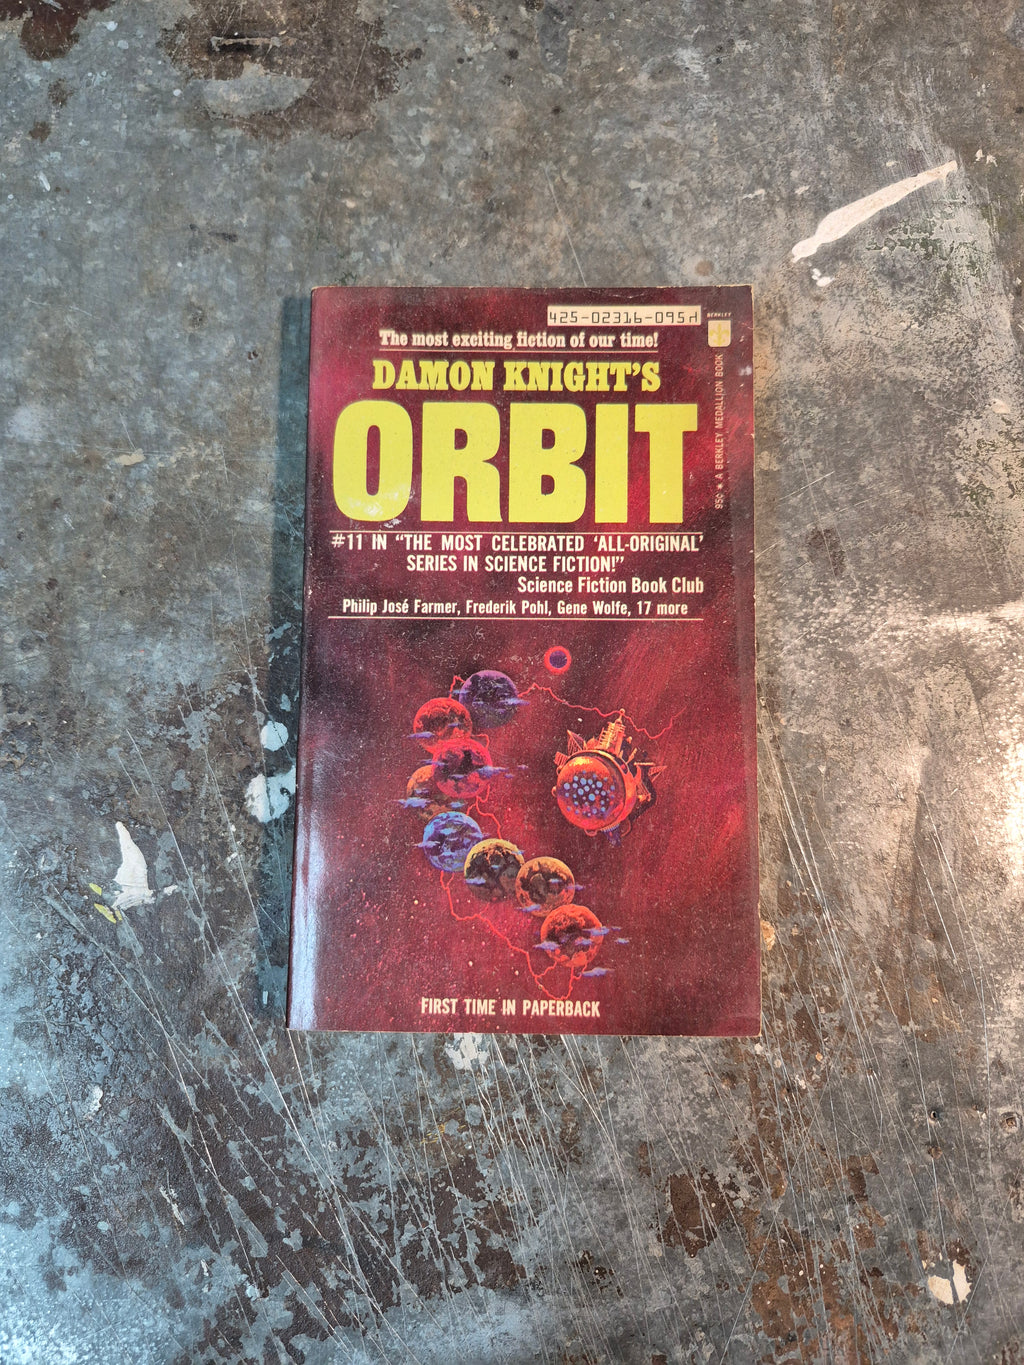 425-02316-095
BERKLEY
The most exciting fiction of our time!
DAMON KNIGHT'S
ORBIT
95¢ ★ A BERKLEY MEDALLION BOOK
#11 IN “THE MOST CELEBRATED ‘ALL-ORIGINAL’
SERIES IN SCIENCE FICTION!”
Science Fiction Book Club
Philip José Farmer, Frederik Pohl, Gene Wolfe, 17 more
FIRST TIME IN PAPERBACK